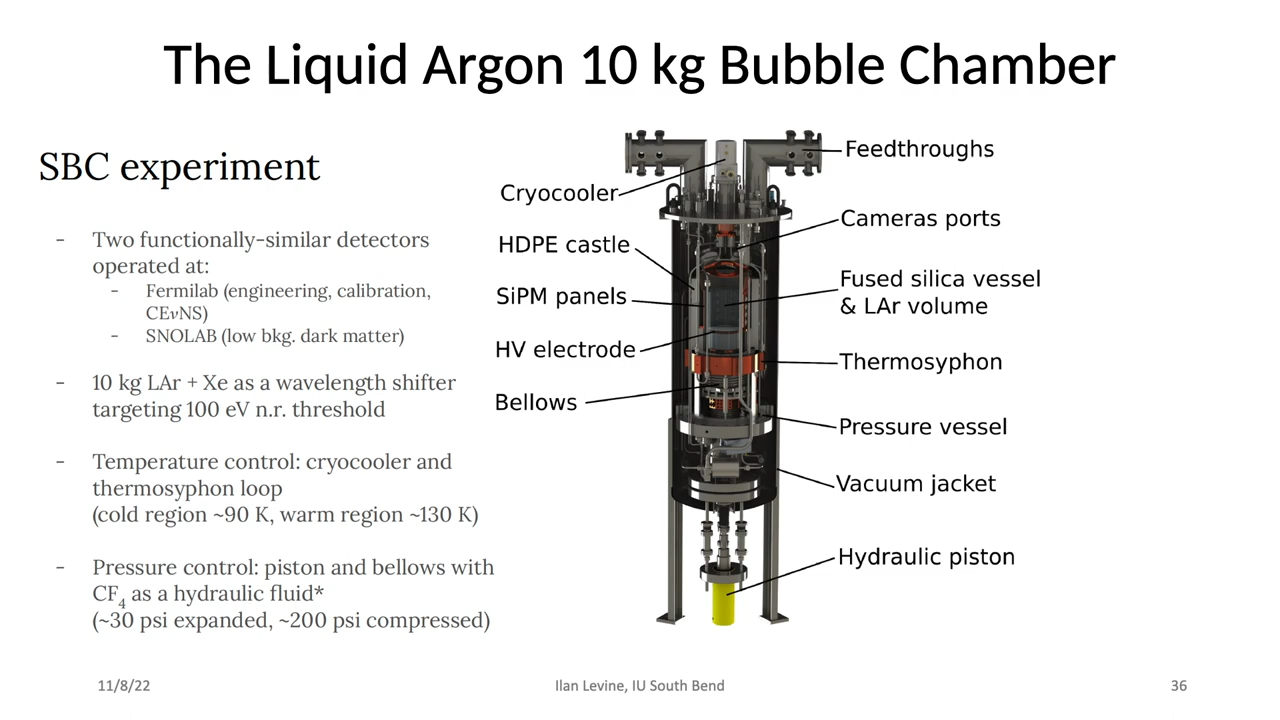 The Liquid Argon 10 kg Bubble Chamber
SBC experiment
- Two functionally-similar detectors
operated at:
- Fermilab (engineering, calibration,
CEνNS)
- SNOLAB (low bkg. dark matter)
- 10 kg LAr + Xe as a wavelength shifter
targeting 100 eV n.r. threshold
- Temperature control: cryocooler and
thermosyphon loop
(cold region ~90 K, warm region ~130 K)
- Pressure control: piston and bellows with
CF4 as a hydraulic fluid*
(~30 psi expanded, ~200 psi compressed)
Cryocooler
HDPE castle
SiPM panels
HV electrode
Bellows
Feedthroughs
Cameras ports
Fused silica vessel
& LAr volume
Thermosyphon
Pressure vessel
Vacuum jacket
Hydraulic piston
11/8/22
Ilan Levine, IU South Bend
36